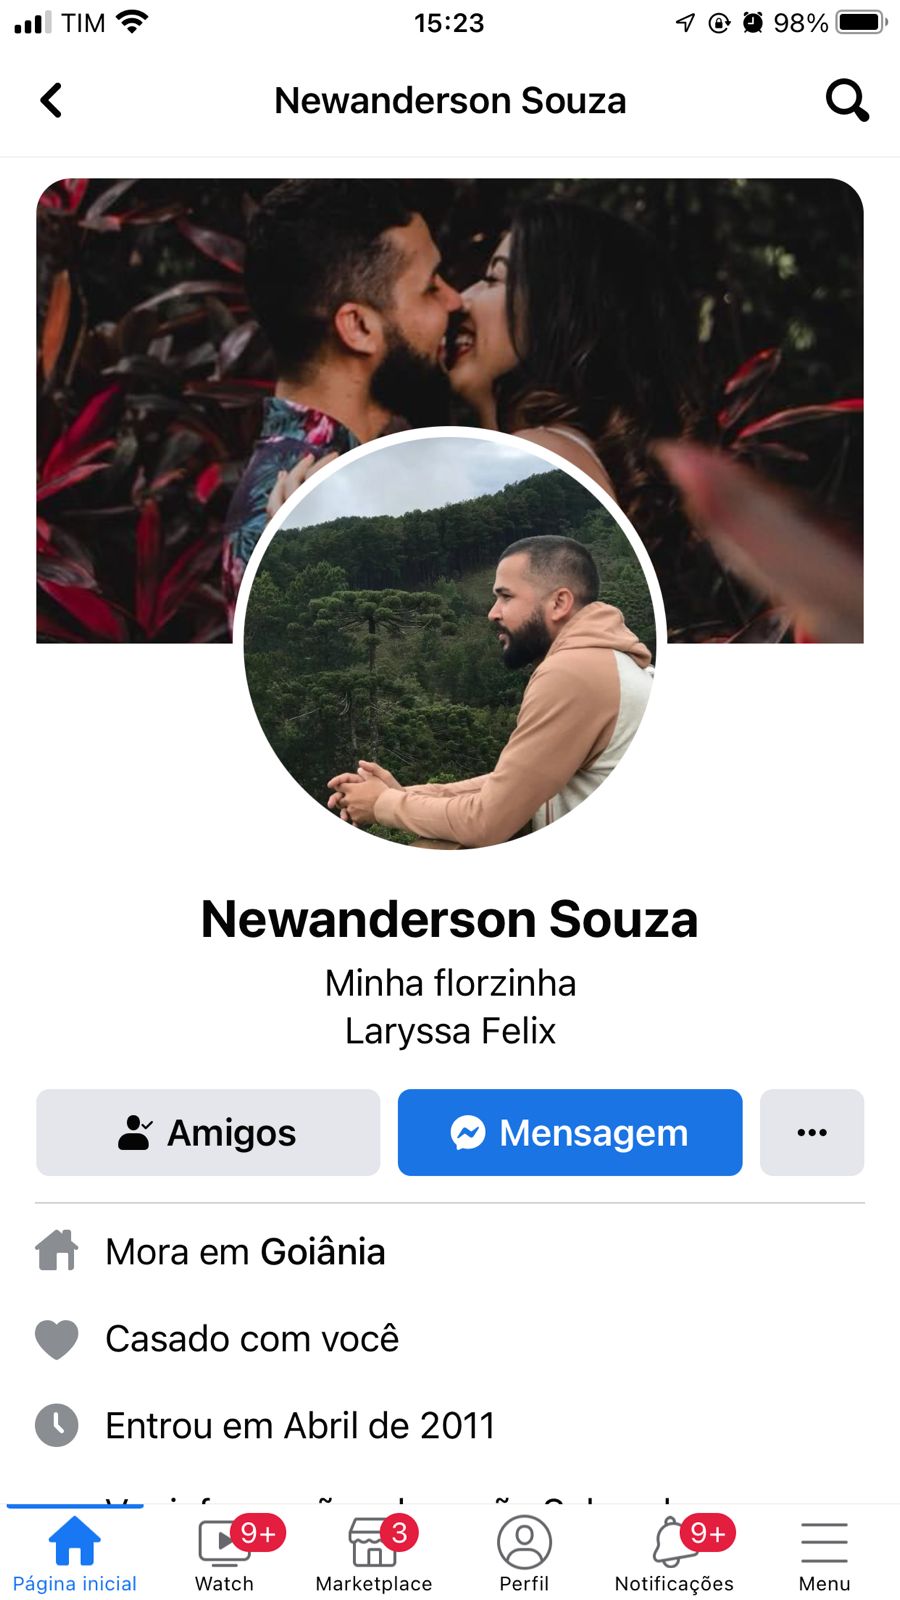 TIM 15:23 98%
Newanderson Souza
Newanderson Souza
Minha florzinha
Laryssa Felix
Amigos Mensagem
Mora em Goiânia
Casado com você
Entrou em Abril de 2011
9+ 3 9+
Página inicial Watch Marketplace Perfil Notificações Menu